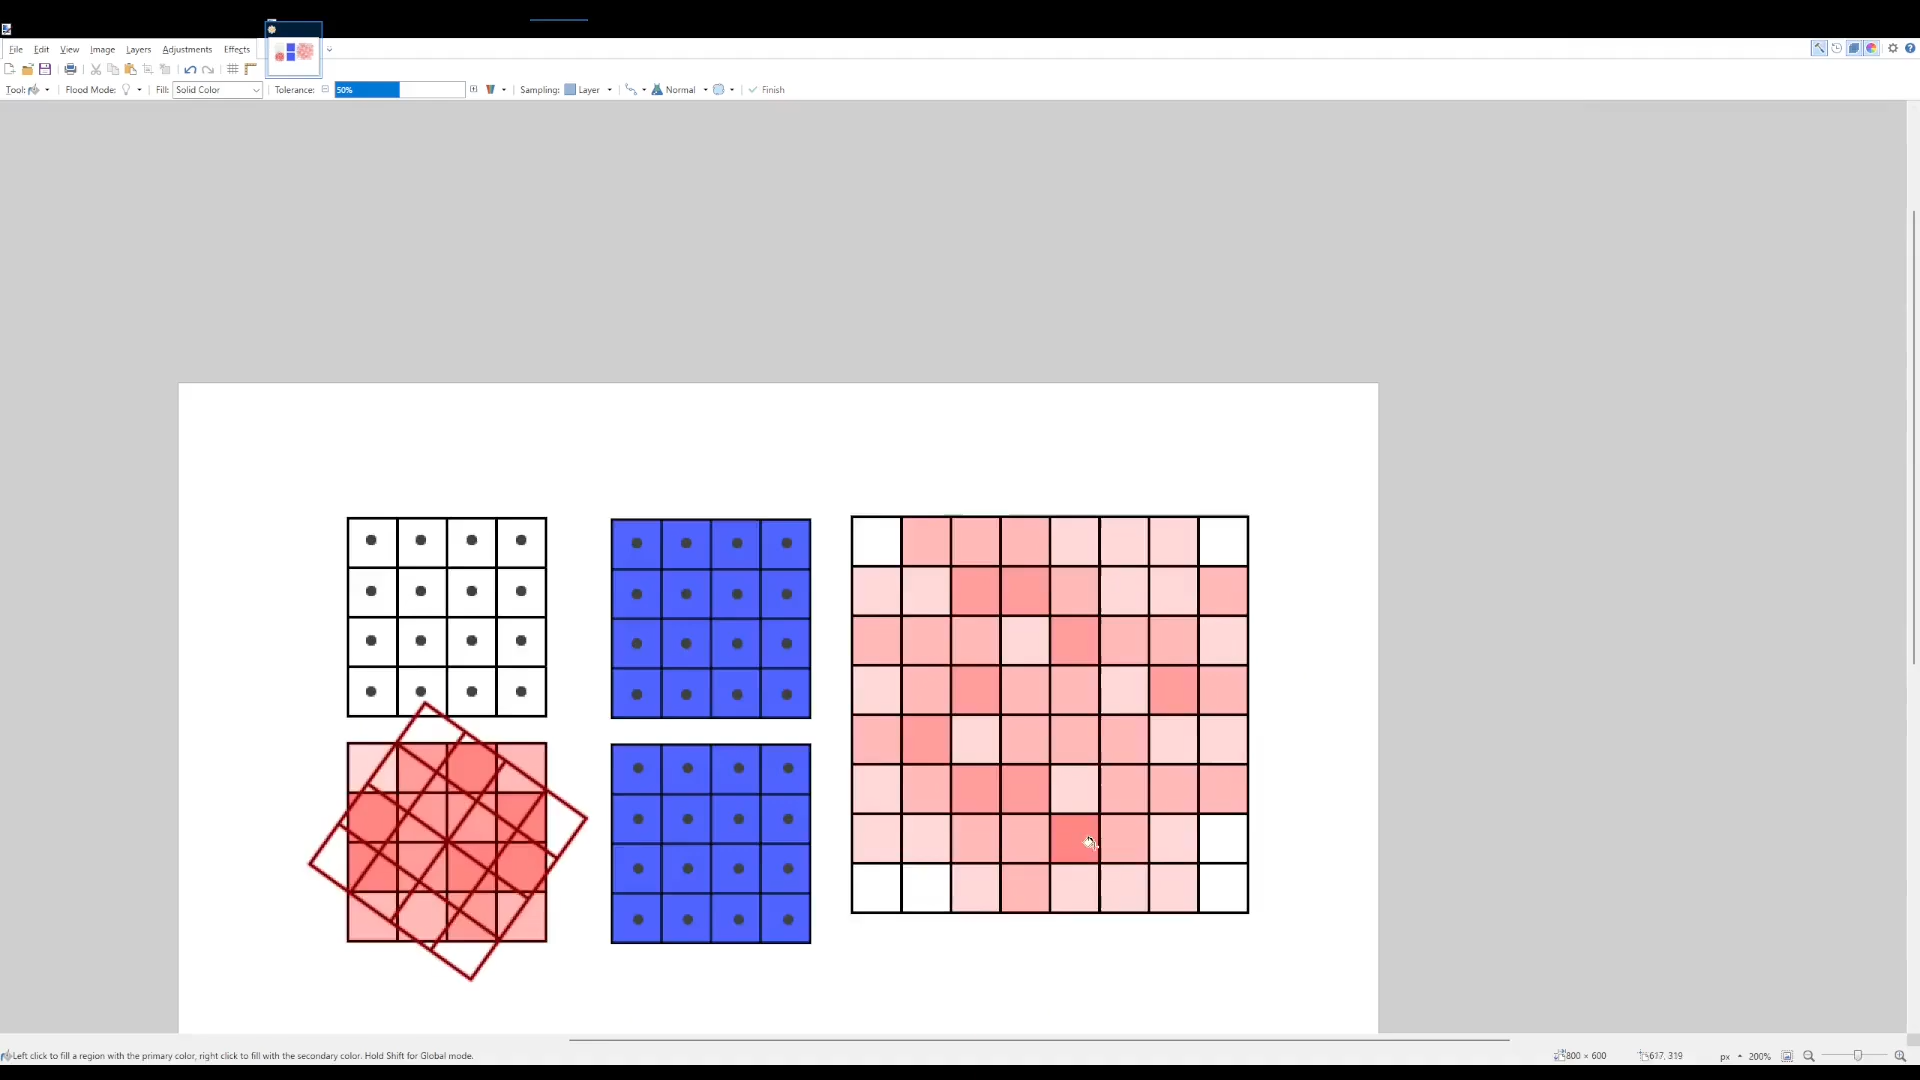 File Edit View Image Layers Adjustments Effects
Tool: Flood Mode: Fill: Solid Color Tolerance: 50% Sampling: Layer Normal Finish
Left click to fill a region with the primary color, right click to fill with the secondary color. Hold Shift for Global mode. 800 × 600 617, 319 px 200%